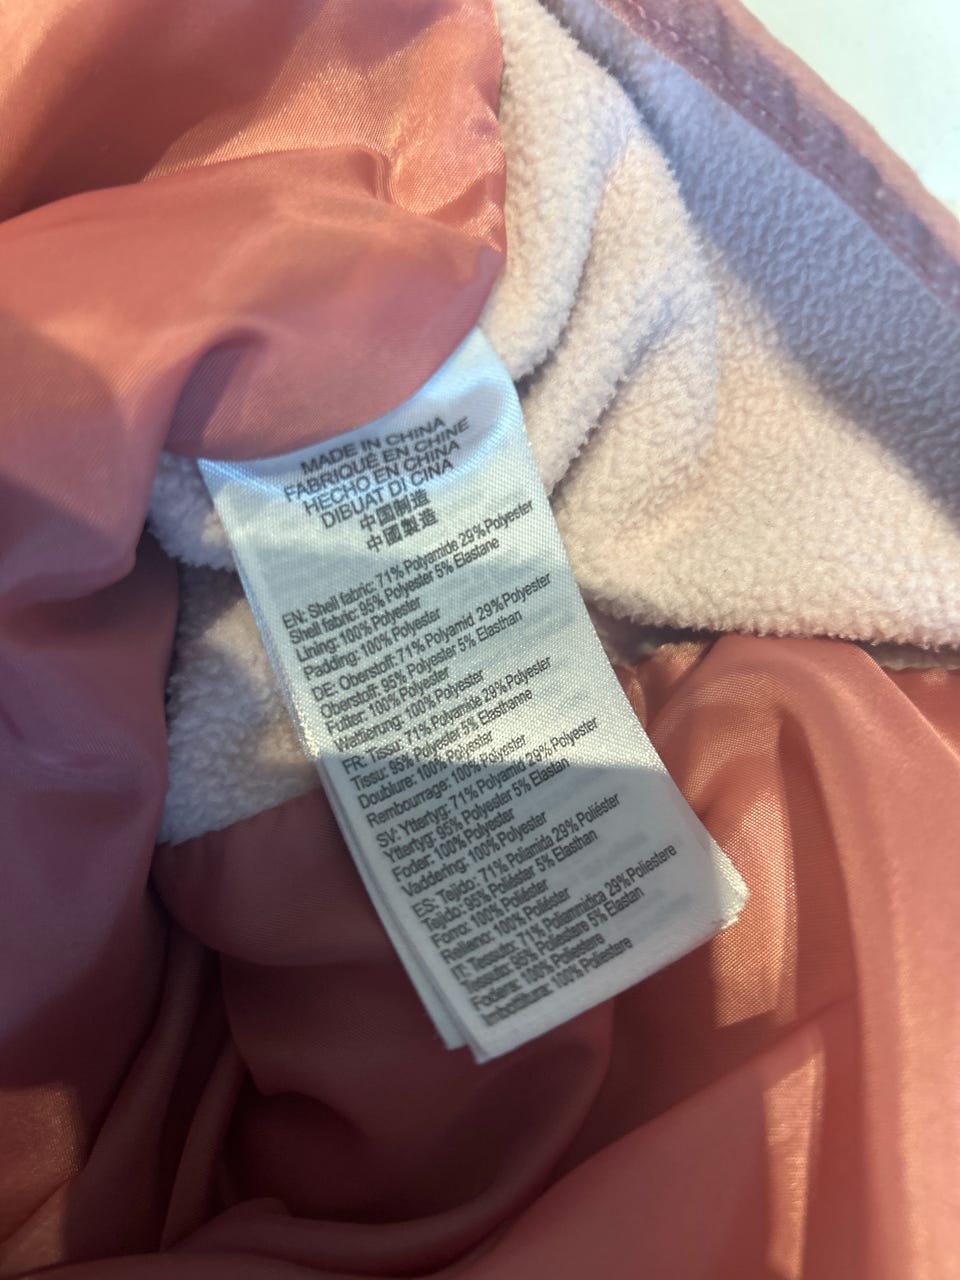 MADE IN CHINA
FABRIQUÉ EN CHINE
HECHO EN CHINA
DIBUAT DI CINA
中国制造
中國製造
EN: Shell fabric: 71% Polyamide 29% Polyester
Shell fabric: 95% Polyester 5% Elastane
Lining: 100% Polyester
Padding: 100% Polyester
DE: Oberstoff: 71% Polyamid 29% Polyester
Oberstoff: 95% Polyester 5% Elasthan
Futter: 100% Polyester
Wattierung: 100% Polyester
FR: Tissu: 71% Polyamide 29% Polyester
Tissu: 95% Polyester 5% Elasthanne
Doublure: 100% Polyester
Rembourrage: 100% Polyester
SV: Yttertyg: 71% Polyamid 29% Polyester
Yttertyg: 95% Polyester 5% Elastan
Foder: 100% Polyester
Vaddering: 100% Polyester
ES: Tejido: 71% Poliamida 29% Poliéster
Tejido: 95% Poliéster 5% Elasthan
Forro: 100% Poliéster
Relleno: 100% Poliéster
IT: Tessuto: 71% Poliammidica 29% Poliestere
Tessuto: 95% Poliestere 5% Elastan
Fodera: 100% Poliestere
Imbottitura: 100% Poliestere